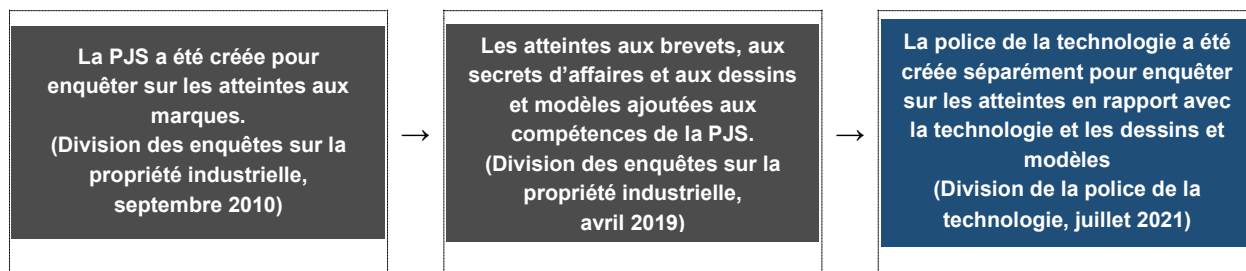 La PJS a été créée pour
enquêter sur les atteintes aux
marques.
(Division des enquêtes sur la
propriété industrielle,
septembre 2010)
→
Les atteintes aux brevets, aux
secrets d’affaires et aux dessins
et modèles ajoutées aux
compétences de la PJS.
(Division des enquêtes sur la
propriété industrielle,
avril 2019)
→
La police de la technologie a été
créée séparément pour enquêter
sur les atteintes en rapport avec
la technologie et les dessins et
modèles
(Division de la police de la
technologie, juillet 2021)